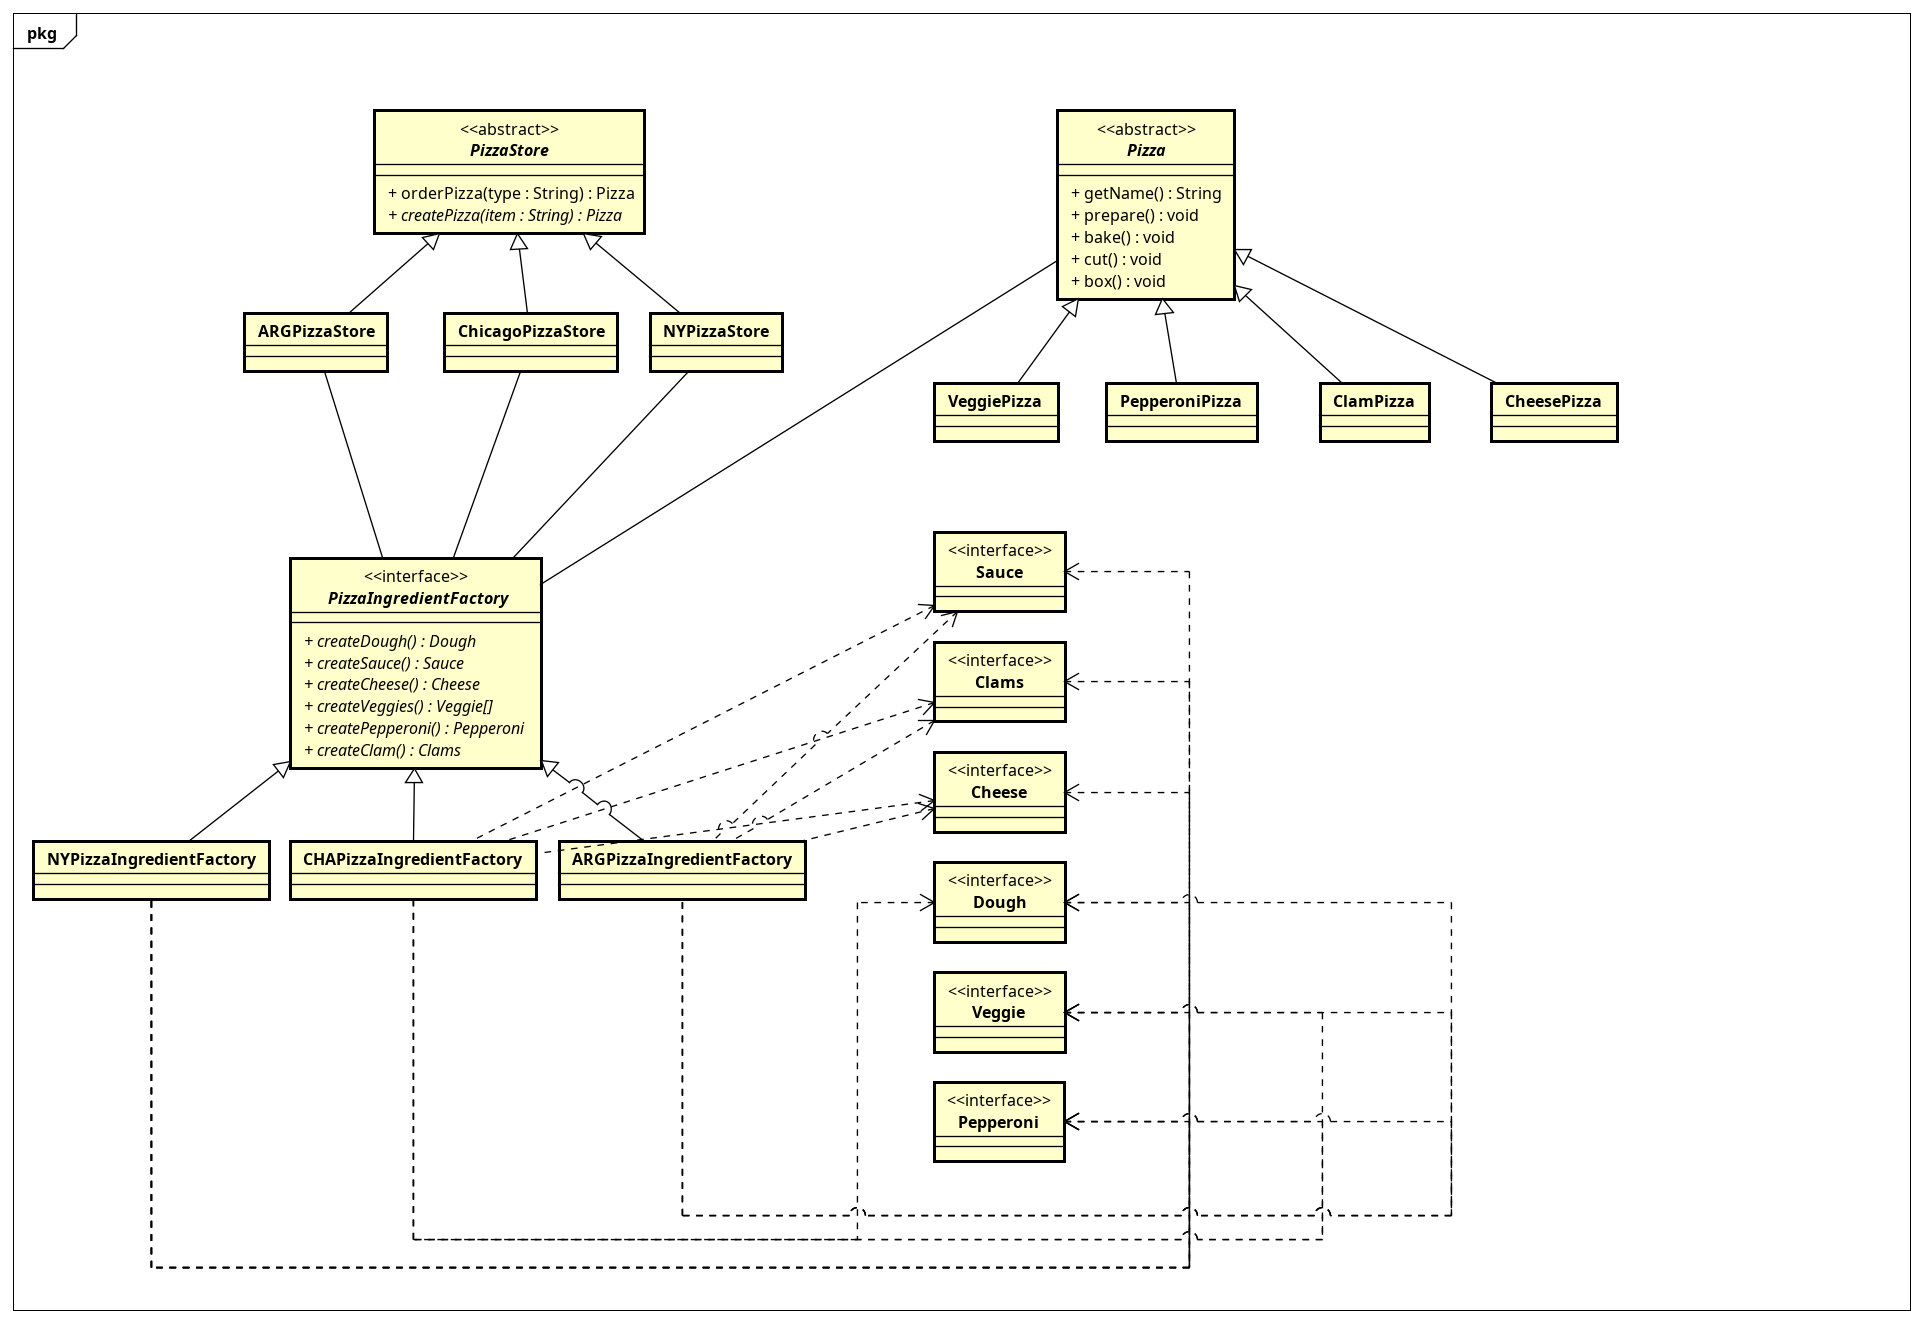 pkg
<<abstract>>
PizzaStore
+ orderPizza(type : String) : Pizza
+ createPizza(item : String) : Pizza
<<abstract>>
Pizza
+ getName() : String
+ prepare() : void
+ bake() : void
+ cut() : void
+ box() : void
ARGPizzaStore
ChicagoPizzaStore
NYPizzaStore
VeggiePizza
PepperoniPizza
ClamPizza
CheesePizza
<<interface>>
PizzaIngredientFactory
+ createDough() : Dough
+ createSauce() : Sauce
+ createCheese() : Cheese
+ createVeggies() : Veggie[]
+ createPepperoni() : Pepperoni
+ createClam() : Clams
<<interface>>
Sauce
<<interface>>
Clams
<<interface>>
Cheese
NYPizzaIngredientFactory
CHAPizzaIngredientFactory
ARGPizzaIngredientFactory
<<interface>>
Dough
<<interface>>
Veggie
<<interface>>
Pepperoni